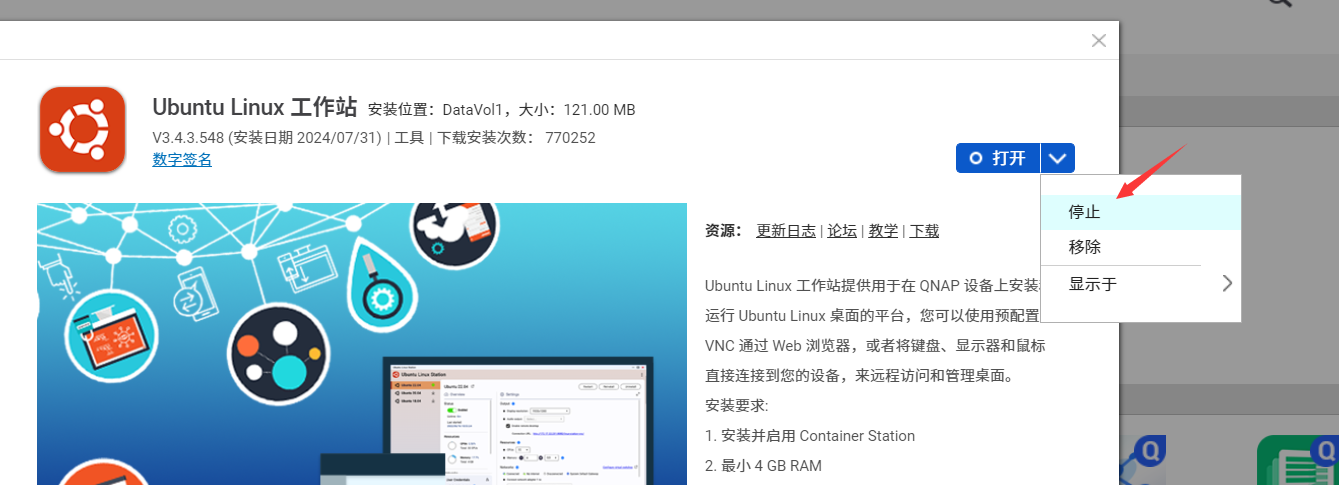 Ubuntu Linux 工作站 安装位置：DataVol1，大小：121.00 MB
V3.4.3.548 (安装日期 2024/07/31) | 工具 | 下载安装次数： 770252
数字签名
打开
停止
移除
显示于
资源： 更新日志 | 论坛 | 教学 | 下载
Ubuntu Linux 工作站提供用于在 QNAP 设备上安装
运行 Ubuntu Linux 桌面的平台，您可以使用预配置
VNC 通过 Web 浏览器，或者将键盘、显示器和鼠标
直接连接到您的设备，来远程访问和管理桌面。
安装要求:
1. 安装并启用 Container Station
2. 最小 4 GB RAM
Ubuntu Linux Station
Q
Q